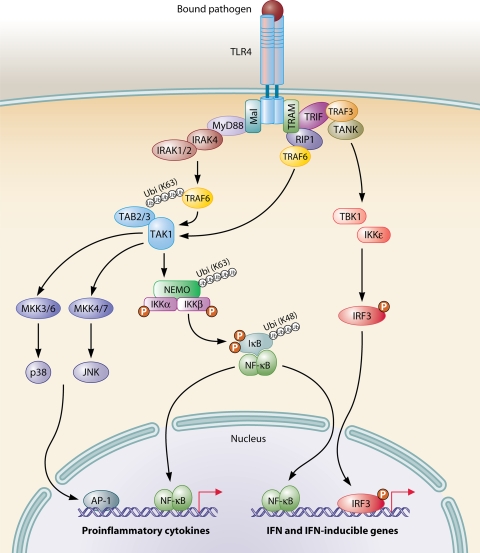 Bound pathogen
TLR4
Mal
TRAM
TRIF
TRAF3
TANK
MyD88
IRAK4
IRAK1/2
RIP1
TRAF6
Ubi (K63)
TRAF6
TAB2/3
TAK1
TBK1
IKKε
Ubi (K63)
NEMO
IKKα
IKKβ
P
P
MKK3/6
MKK4/7
IRF3
P
Ubi (K48)
P
P
IκB
NF-κB
p38
JNK
Nucleus
AP-1
NF-κB
NF-κB
IRF3
P
Proinflammatory cytokines
IFN and IFN-inducible genes